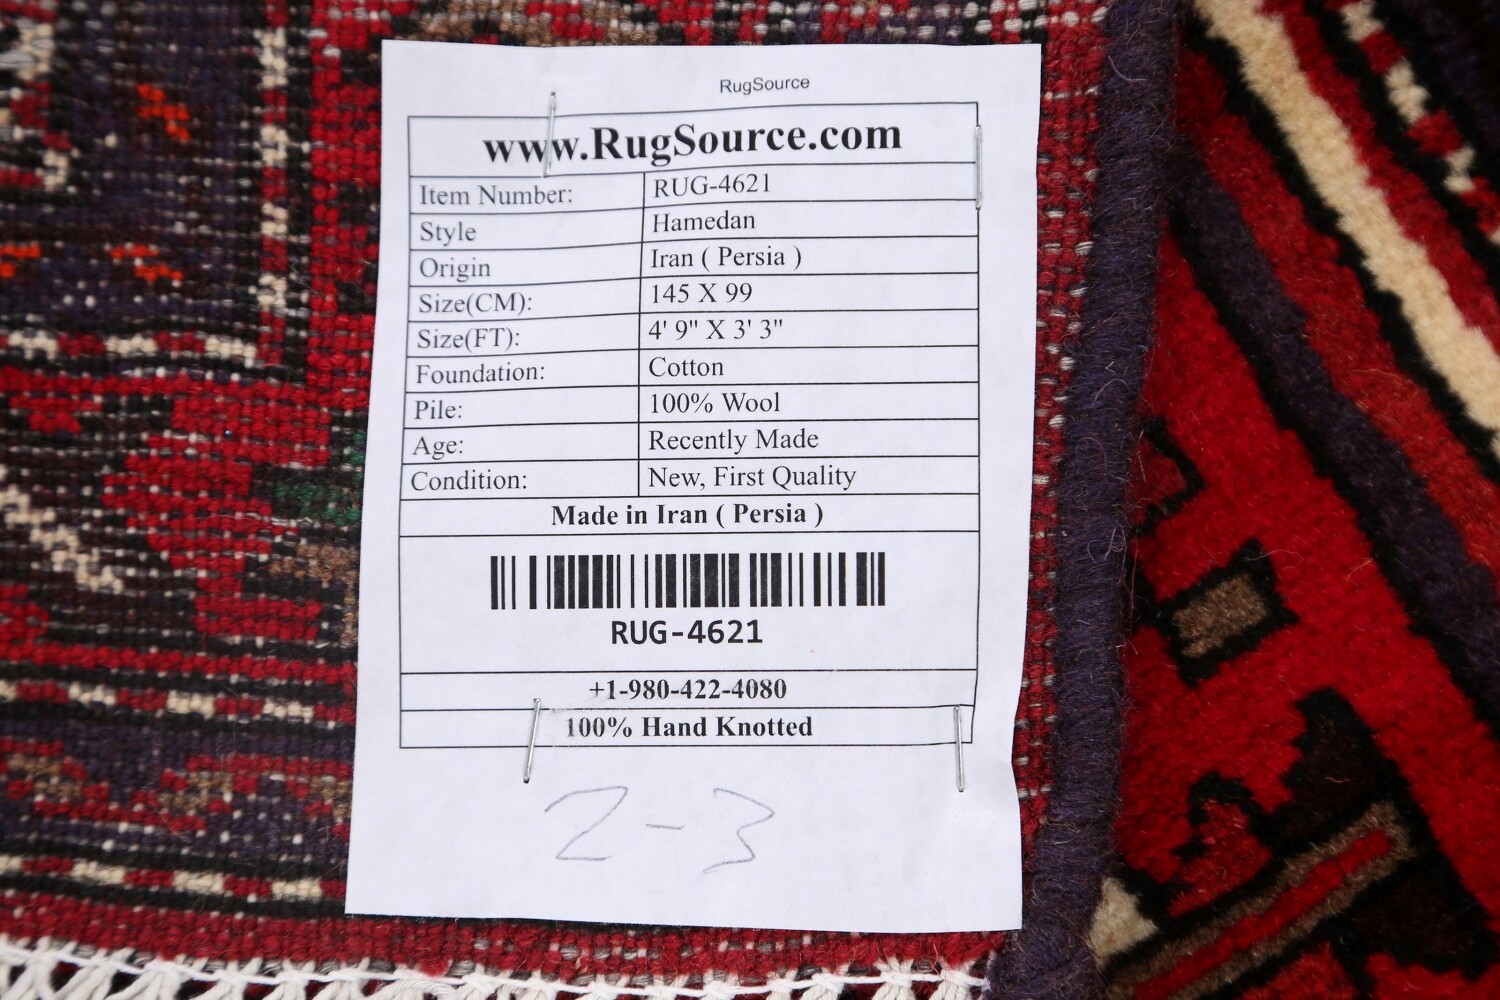 RugSource
www.RugSource.com
Item Number: RUG-4621
Style Hamedan
Origin Iran ( Persia )
Size(CM): 145 X 99
Size(FT): 4' 9" X 3' 3"
Foundation: Cotton
Pile: 100% Wool
Age: Recently Made
Condition: New, First Quality
Made in Iran ( Persia )
RUG-4621
+1-980-422-4080
100% Hand Knotted
2-3